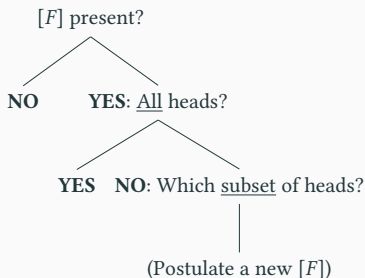 [F] present?
NO YES: All heads?
YES NO: Which subset of heads?
(Postulate a new [F])